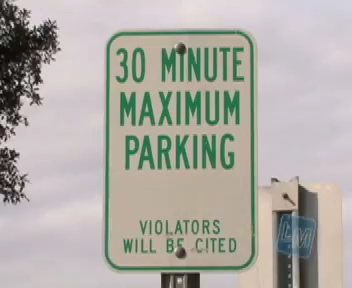 30 MINUTE
MAXIMUM
PARKING
VIOLATORS
WILL BE CITED